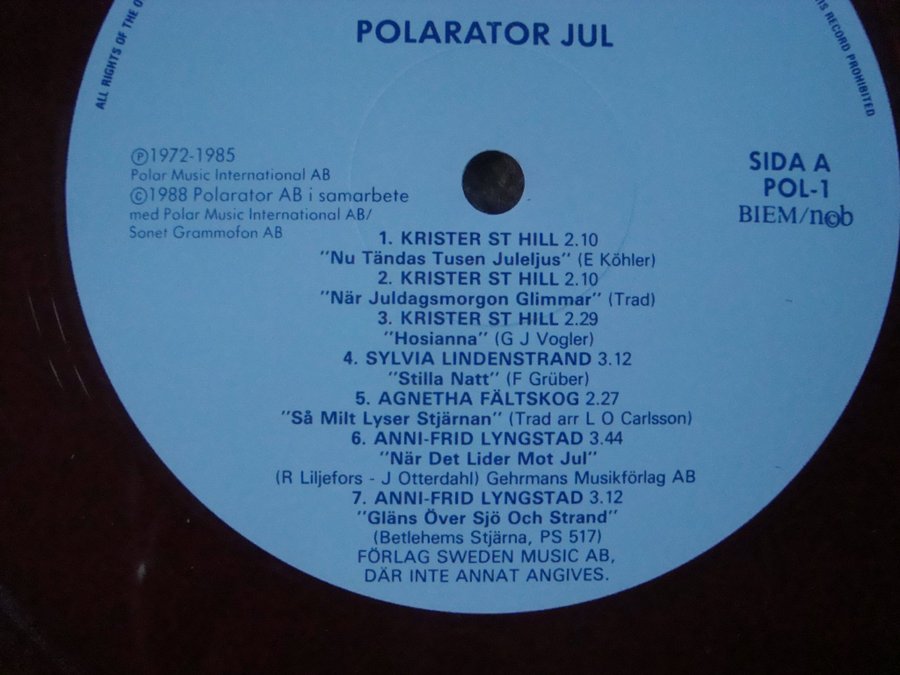 POLARATOR JUL
ALL RIGHTS OF THE
THIS RECORD PROHIBITED
Ⓟ1972-1985
Polar Music International AB
©1988 Polarator AB i samarbete
med Polar Music International AB/
Sonet Grammofon AB
SIDA A
POL-1
BIEM/ncb
1. KRISTER ST HILL 2.10
"Nu Tändas Tusen Juleljus" (E Köhler)
2. KRISTER ST HILL 2.10
"När Juldagsmorgon Glimmar" (Trad)
3. KRISTER ST HILL 2.29
"Hosianna" (G J Vogler)
4. SYLVIA LINDENSTRAND 3.12
"Stilla Natt" (F Grüber)
5. AGNETHA FÄLTSKOG 2.27
"Så Milt Lyser Stjärnan" (Trad arr L O Carlsson)
6. ANNI-FRID LYNGSTAD 3.44
"När Det Lider Mot Jul"
(R Liljefors - J Otterdahl) Gehrmans Musikförlag AB
7. ANNI-FRID LYNGSTAD 3.12
"Gläns Över Sjö Och Strand"
(Betlehems Stjärna, PS 517)
FÖRLAG SWEDEN MUSIC AB,
DÄR INTE ANNAT ANGIVES.